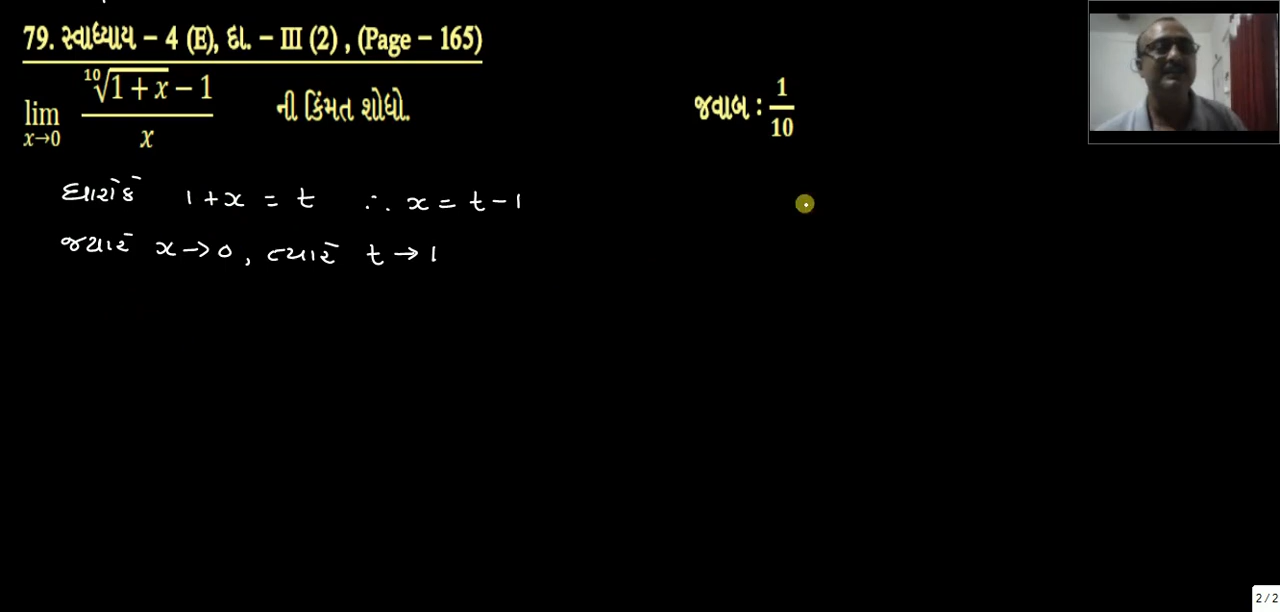 79. સ્વાધ્યાય – 4 (E), દા. – III (2) , (Page – 165)
lim x→0 (¹⁰√(1 + x) − 1) / x ની કિંમત શોધો.
જવાબ : 1/10
ધારોકે 1 + x = t ∴ x = t − 1
જ્યારે x → 0, ત્યારે t → 1
2 / 2